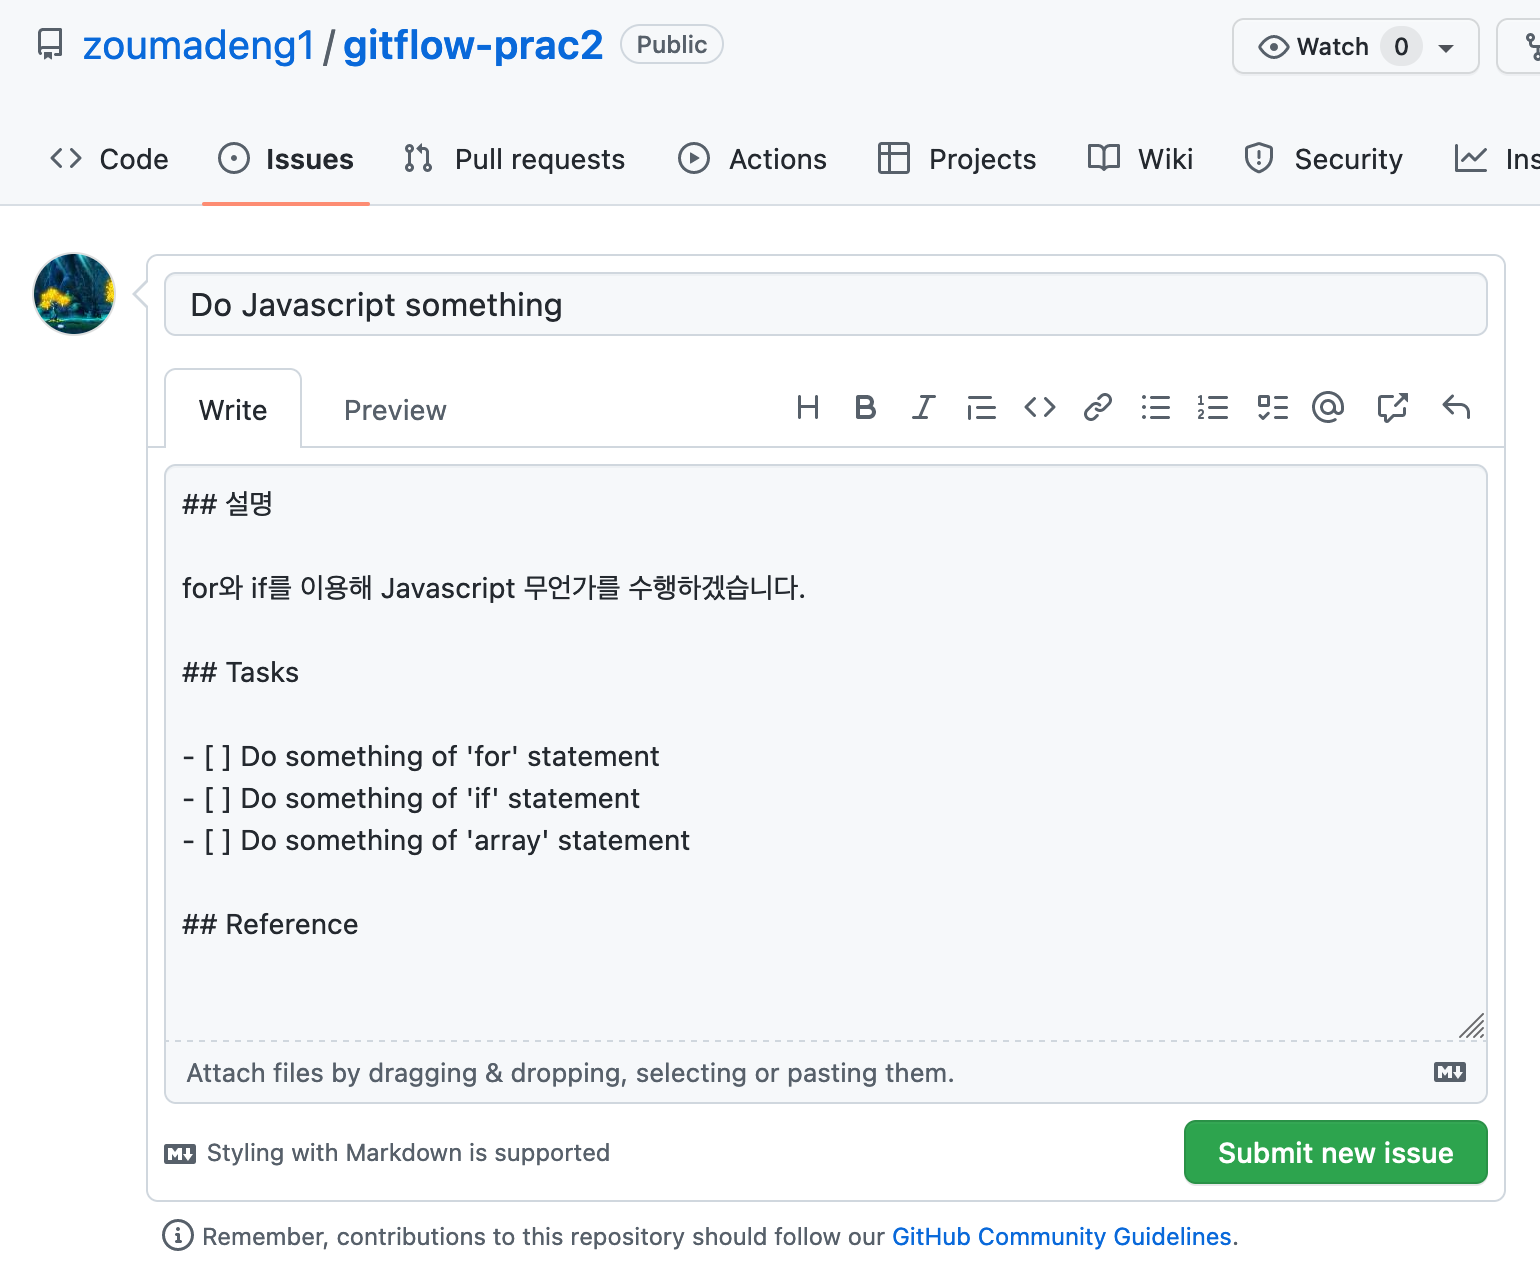 zoumadeng1 / gitflow-prac2 Public Watch 0
Code Issues Pull requests Actions Projects Wiki Security Ins
Do Javascript something
Write Preview
## 설명
for와 if를 이용해 Javascript 무언가를 수행하겠습니다.
## Tasks
- [ ] Do something of 'for' statement
- [ ] Do something of 'if' statement
- [ ] Do something of 'array' statement
## Reference
Attach files by dragging & dropping, selecting or pasting them.
Styling with Markdown is supported Submit new issue
Remember, contributions to this repository should follow our GitHub Community Guidelines.